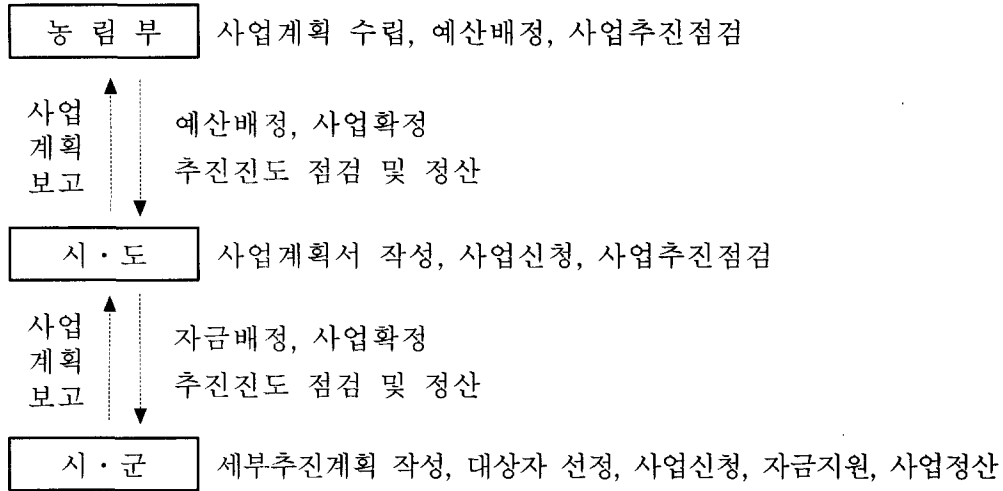 농 림 부 사업계획 수립, 예산배정, 사업추진점검
사업
계획
보고
예산배정, 사업확정
추진진도 점검 및 정산
시·도 사업계획서 작성, 사업신청, 사업추진점검
사업
계획
보고
자금배정, 사업확정
추진진도 점검 및 정산
시·군 세부추진계획 작성, 대상자 선정, 사업신청, 자금지원, 사업정산